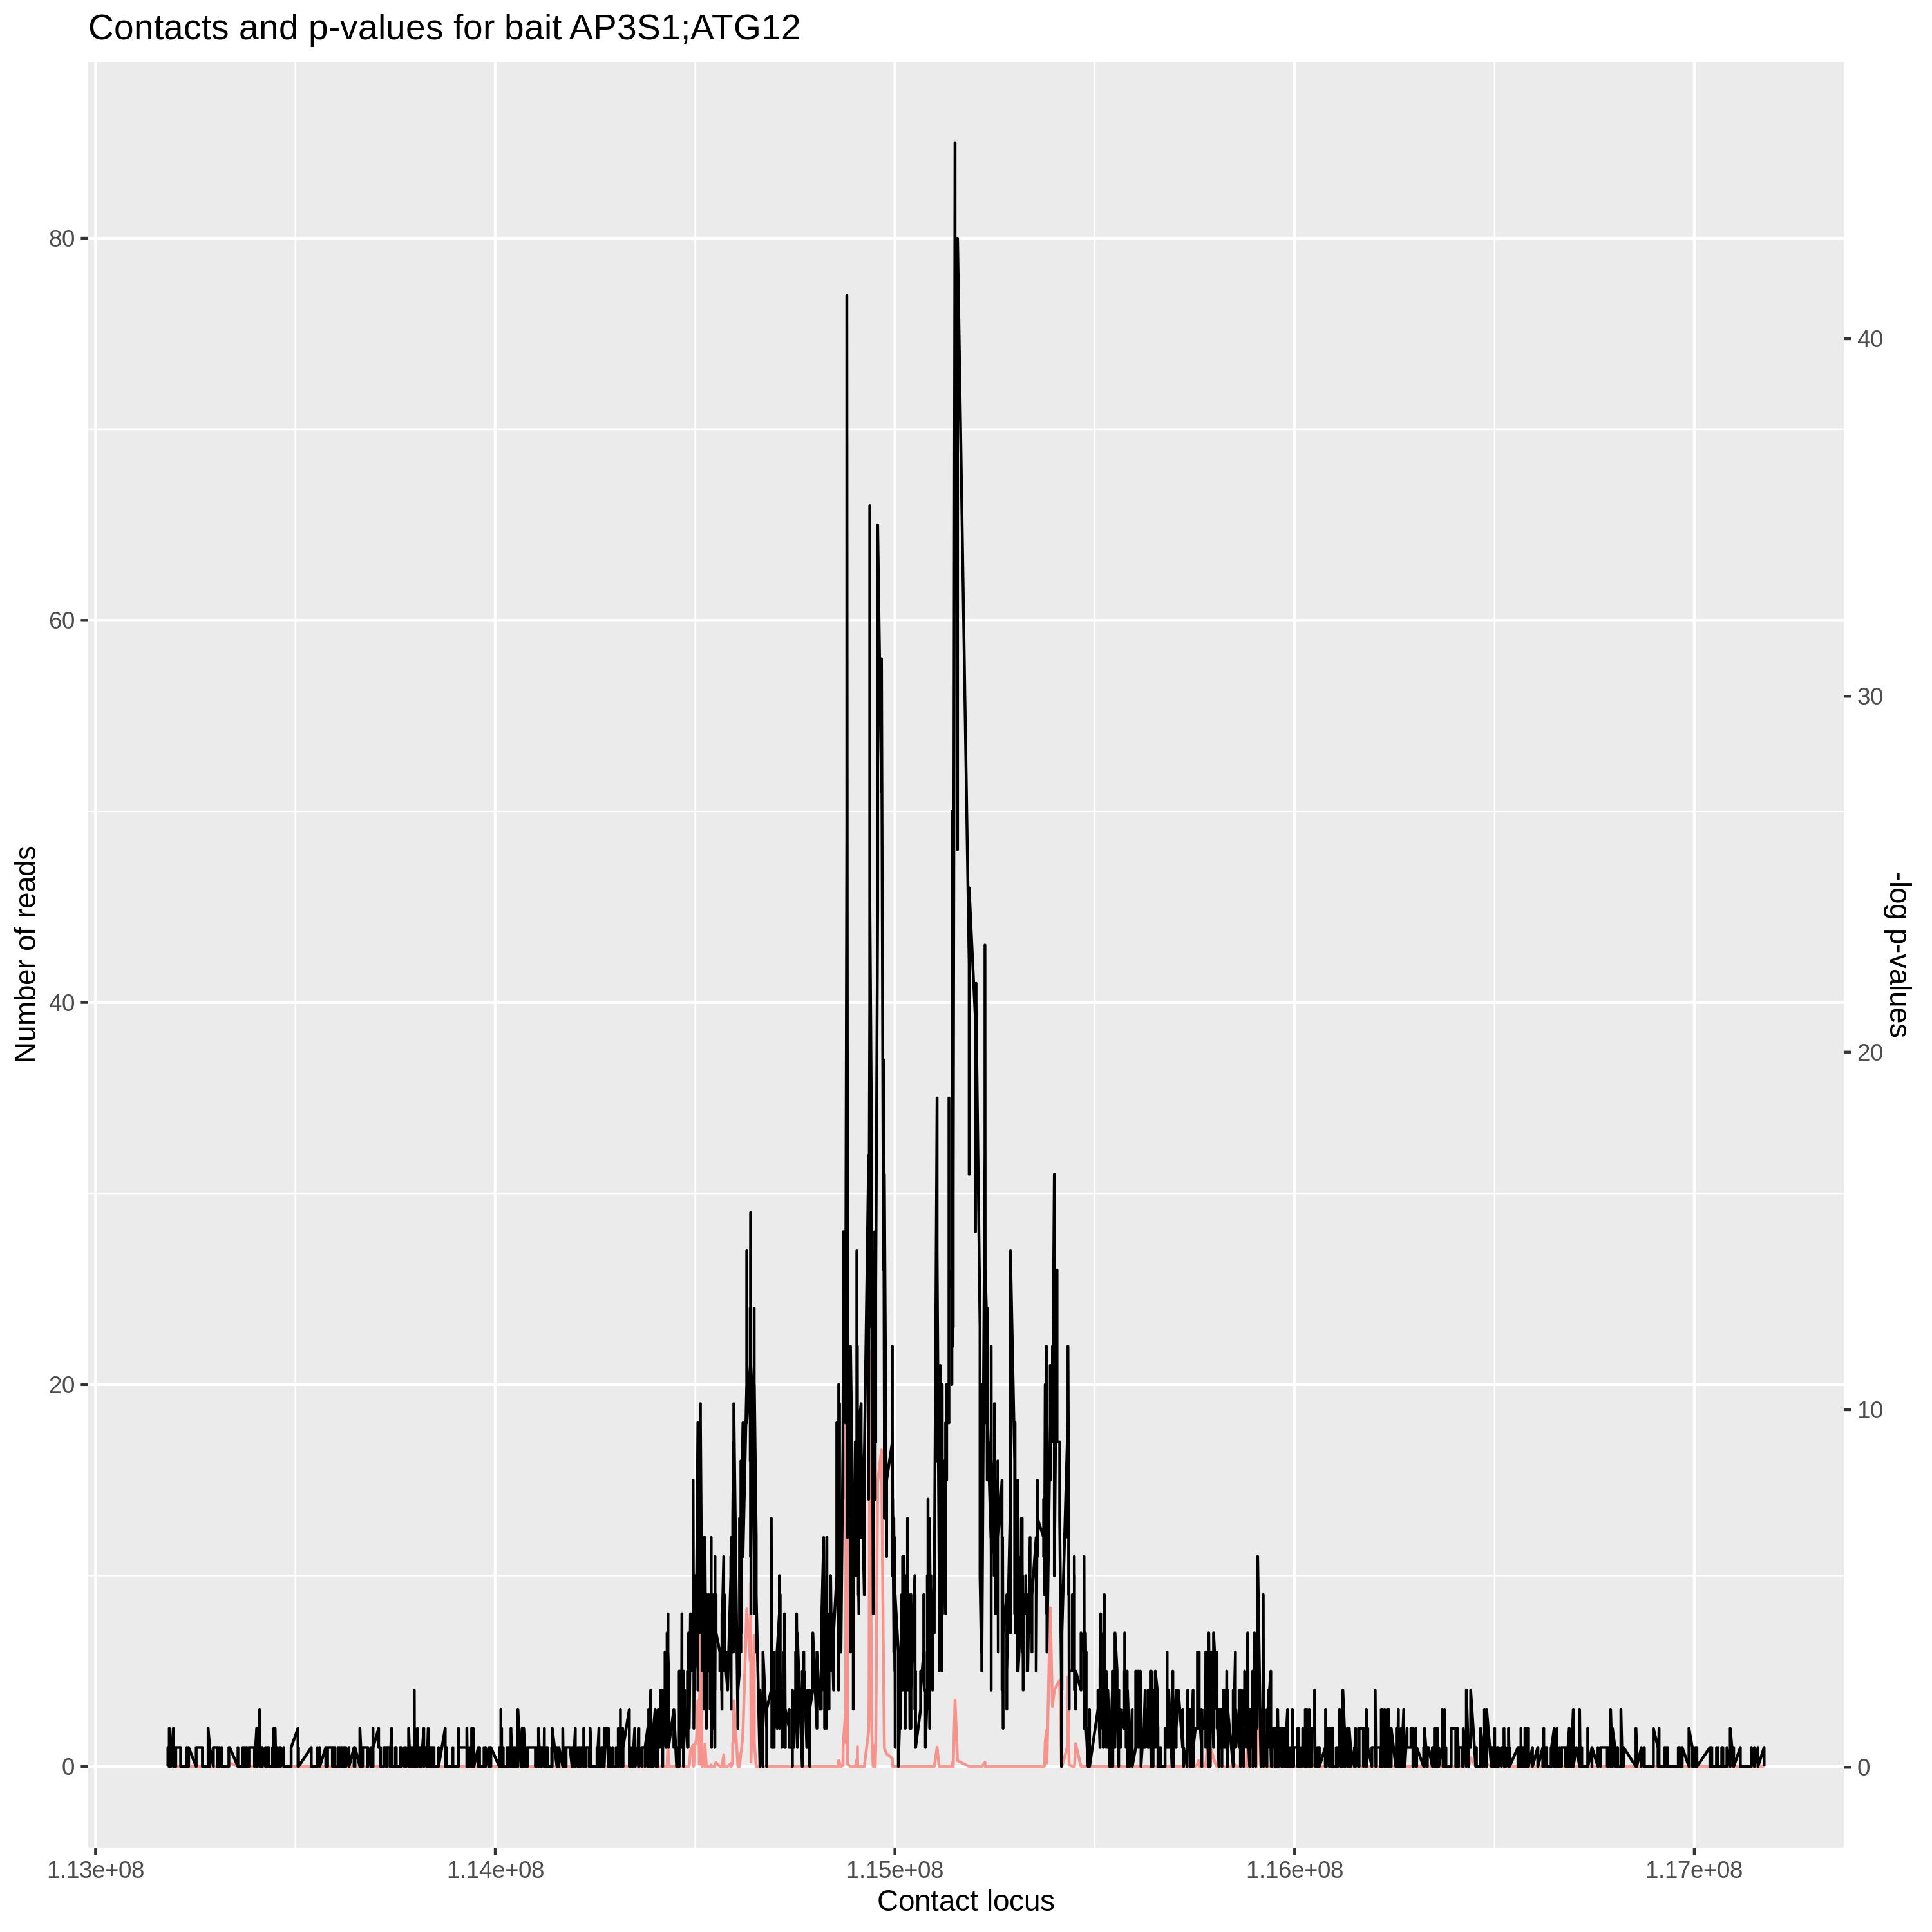 Contacts and p-values for bait AP3S1;ATG12
80
60
40
20
0
Number of reads
40
30
20
10
0
-log p-values
1.13e+08 1.14e+08 1.15e+08 1.16e+08 1.17e+08
Contact locus